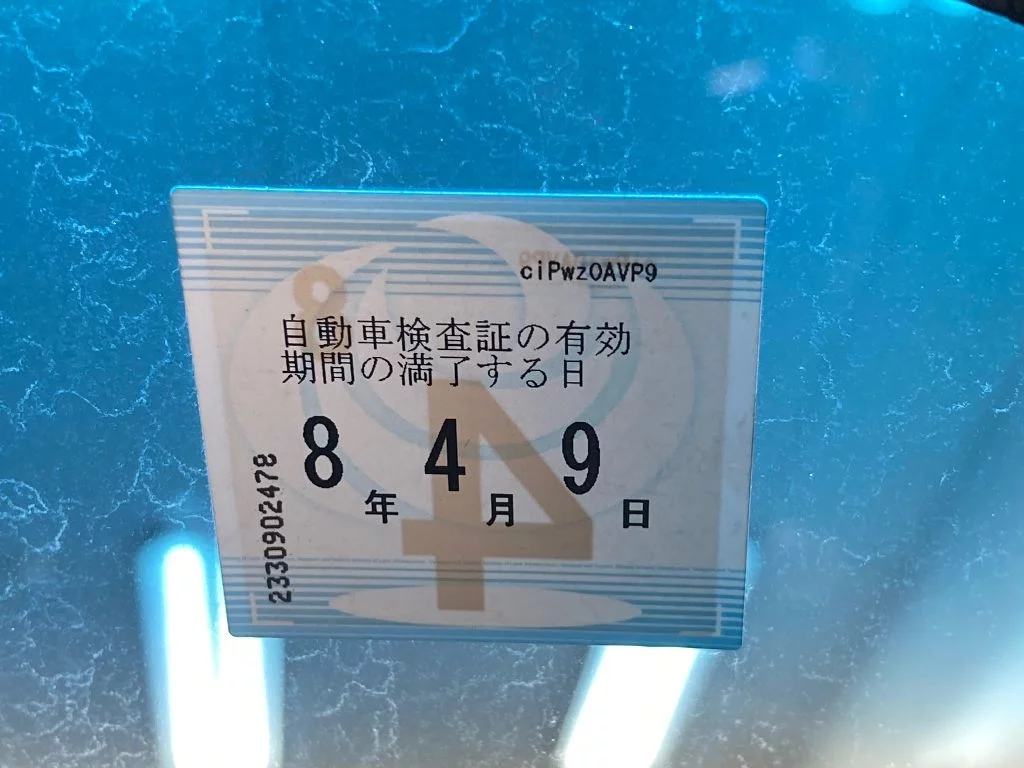 ciPwzOAVP9
自動車検査証の有効
期間の満了する日
8年 4月 9日
2330902478